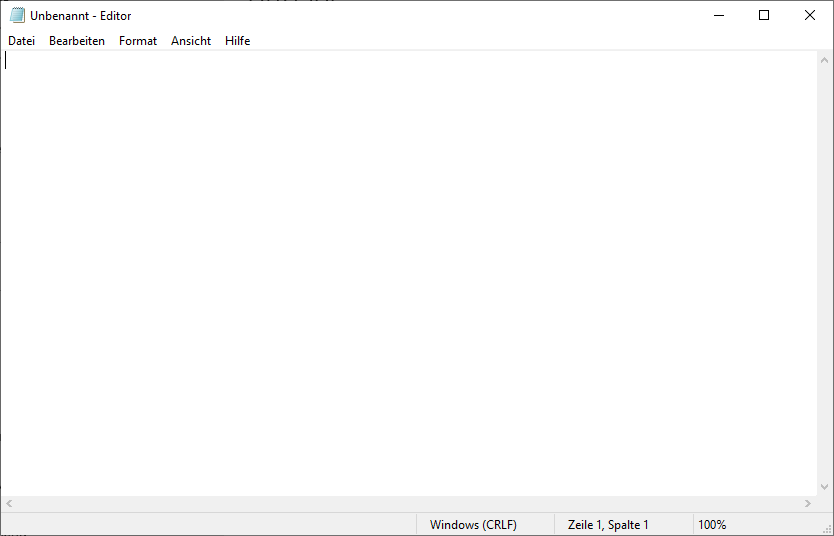 Unbenannt - Editor
Datei Bearbeiten Format Ansicht Hilfe
Windows (CRLF) Zeile 1, Spalte 1 100%